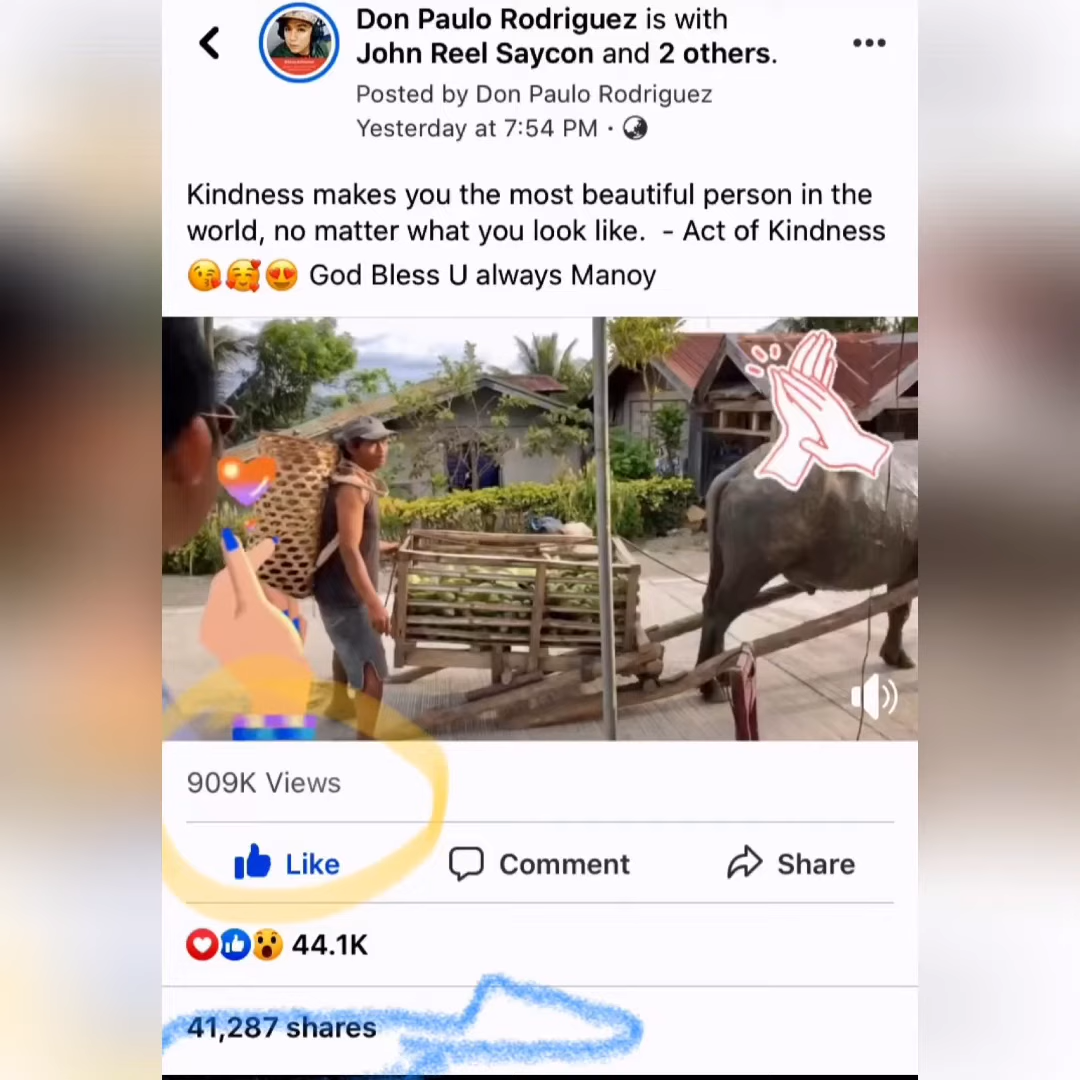 Don Paulo Rodriguez is with
John Reel Saycon and 2 others.
Posted by Don Paulo Rodriguez
Yesterday at 7:54 PM ·
Kindness makes you the most beautiful person in the
world, no matter what you look like.  - Act of Kindness
😘🥰😍 God Bless U always Manoy
909K Views
Like
Comment
Share
44.1K
41,287 shares